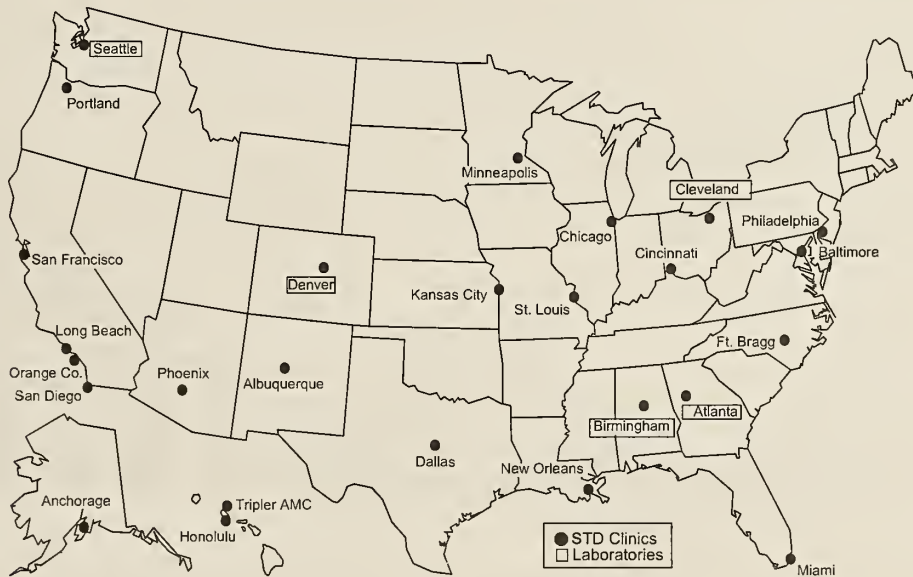 Seattle
Portland
Minneapolis
Cleveland
Philadelphia
Chicago
Cincinnati
Baltimore
San Francisco
Denver
Kansas City
St. Louis
Long Beach
Ft. Bragg
Orange Co.
Phoenix
Albuquerque
San Diego
Atlanta
Birmingham
Dallas
New Orleans
Anchorage
Tripler AMC
Honolulu
STD Clinics
Laboratories
Miami